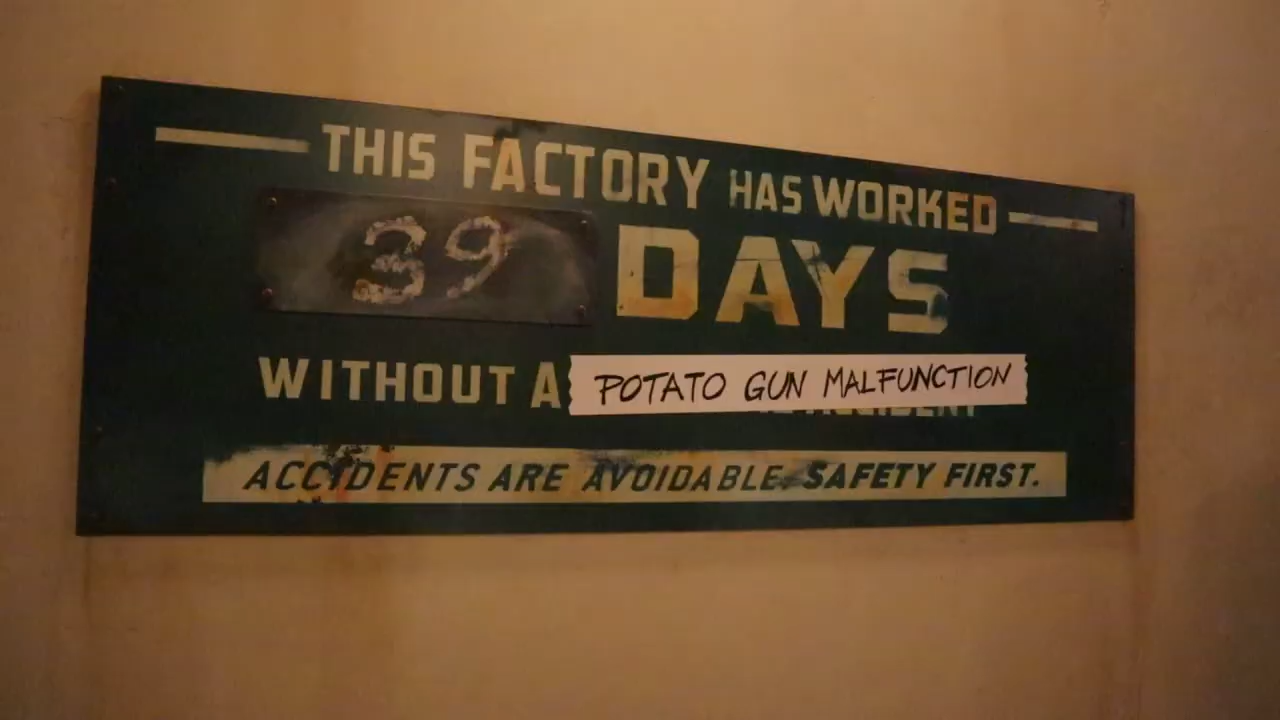 THIS FACTORY HAS WORKED
39 DAYS
WITHOUT A POTATO GUN MALFUNCTION
ACCIDENTS ARE AVOIDABLE. SAFETY FIRST.